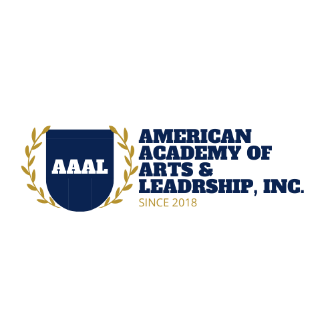 AAAL
AMERICAN
ACADEMY OF
ARTS &
LEADRSHIP, INC.
SINCE 2018